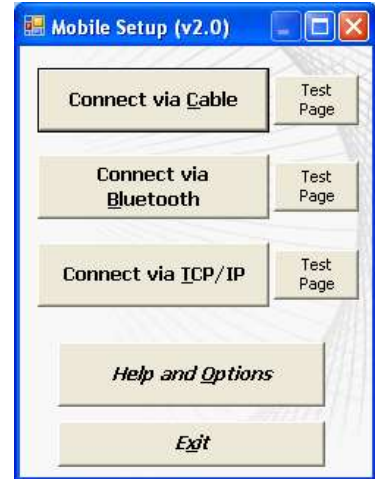 Mobile Setup (v2.0)
Connect via Cable
Test
Page
Connect via
Bluetooth
Test
Page
Connect via TCP/IP
Test
Page
Help and Options
Exit